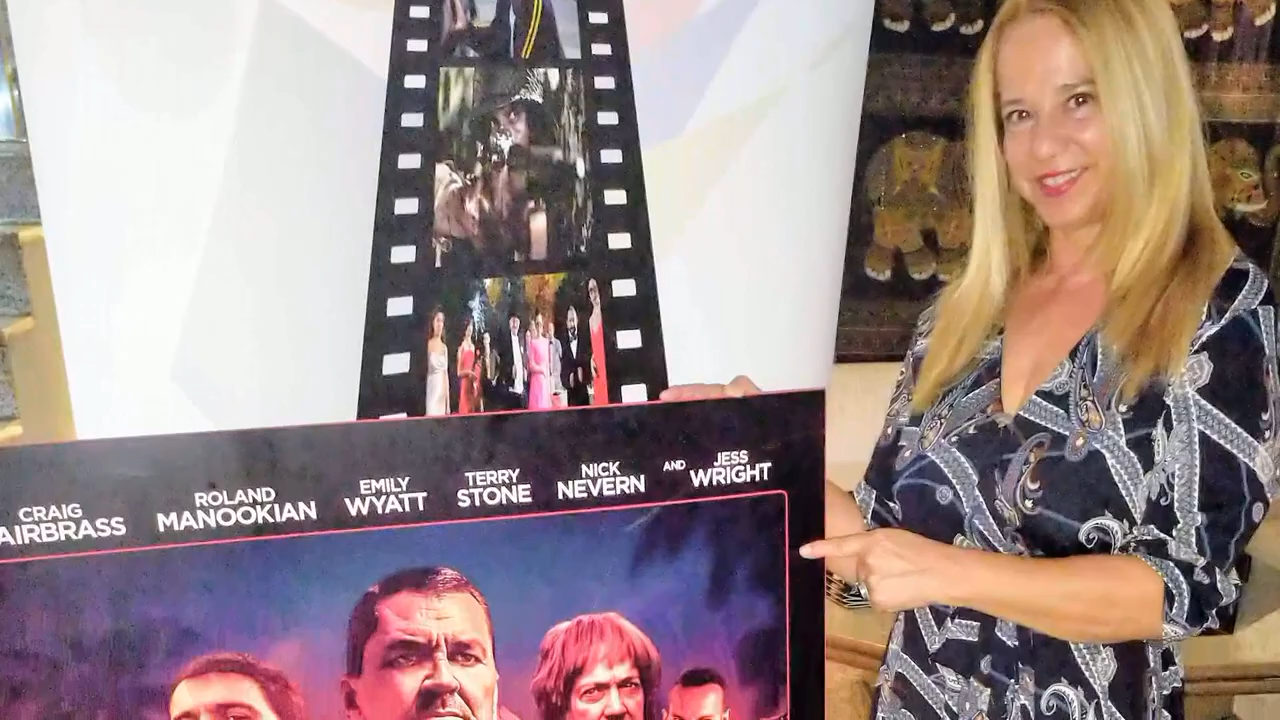 CRAIG
AIRBRASS
ROLAND
MANOOKIAN
EMILY
WYATT
TERRY
STONE
NICK
NEVERN
AND
JESS
WRIGHT